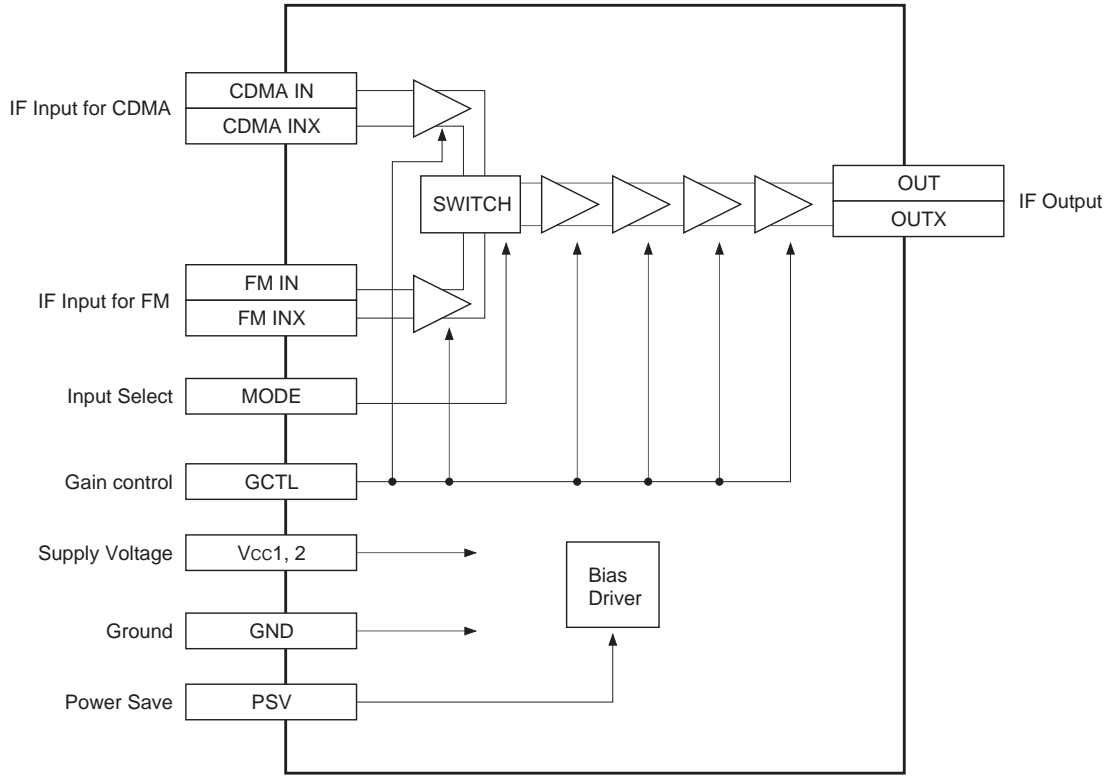 IF Input for CDMA
CDMA IN
CDMA INX
SWITCH
OUT
OUTX
IF Output
IF Input for FM
FM IN
FM INX
Input Select
MODE
Gain control
GCTL
Supply Voltage
Vcc1, 2
Bias
Driver
Ground
GND
Power Save
PSV